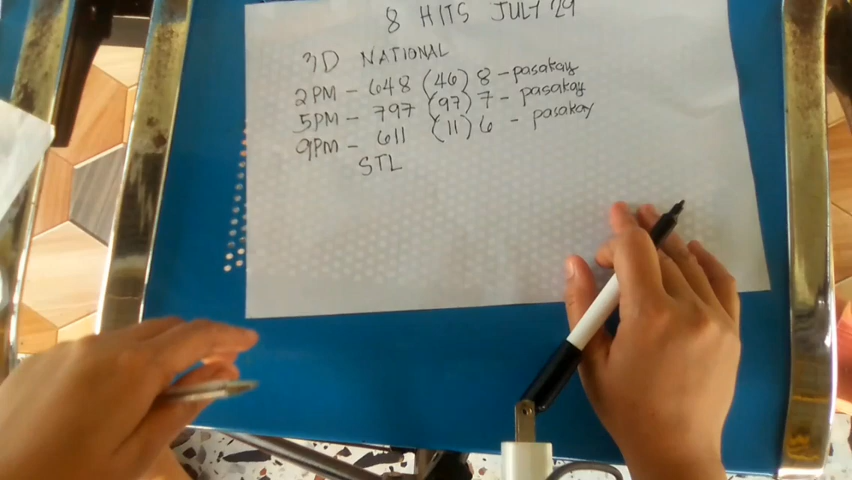 8 HITS JULY 29
3D NATIONAL
2PM - 648 (46) 8 - pasakay
5PM - 797 (97) 7 - pasakay
9PM - 611 (11) 6 - pasakay
STL